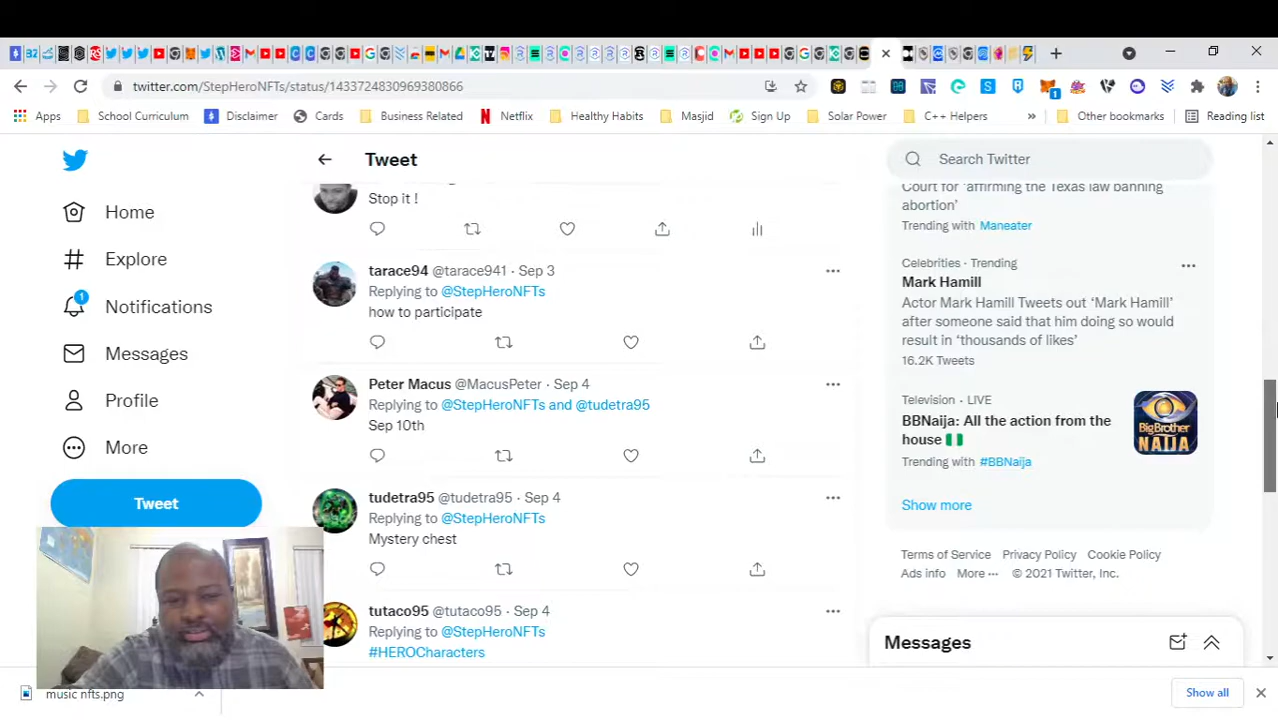 twitter.com/StepHeroNFTs/status/1433724830969380866
Apps School Curriculum Disclaimer Cards Business Related Netflix Healthy Habits Masjid Sign Up Solar Power C++ Helpers » Other bookmarks Reading list
Home
Explore
1
Notifications
Messages
Profile
More
Tweet
Tweet
Stop it !
tarace94 @tarace941 · Sep 3
Replying to @StepHeroNFTs
how to participate
Peter Macus @MacusPeter · Sep 4
Replying to @StepHeroNFTs and @tudetra95
Sep 10th
tudetra95 @tudetra95 · Sep 4
Replying to @StepHeroNFTs
Mystery chest
tutaco95 @tutaco95 · Sep 4
Replying to @StepHeroNFTs
#HEROCharacters
Search Twitter
Court for ‘affirming the Texas law banning
abortion’
Trending with Maneater
Celebrities · Trending
Mark Hamill
Actor Mark Hamill Tweets out ‘Mark Hamill’
after someone said that him doing so would
result in ‘thousands of likes’
16.2K Tweets
Television · LIVE
BBNaija: All the action from the
house
Trending with #BBNaija
BIG BROTHER
NAIJA
Show more
Terms of Service Privacy Policy Cookie Policy
Ads info More ··· © 2021 Twitter, Inc.
Messages
music nfts.png
Show all